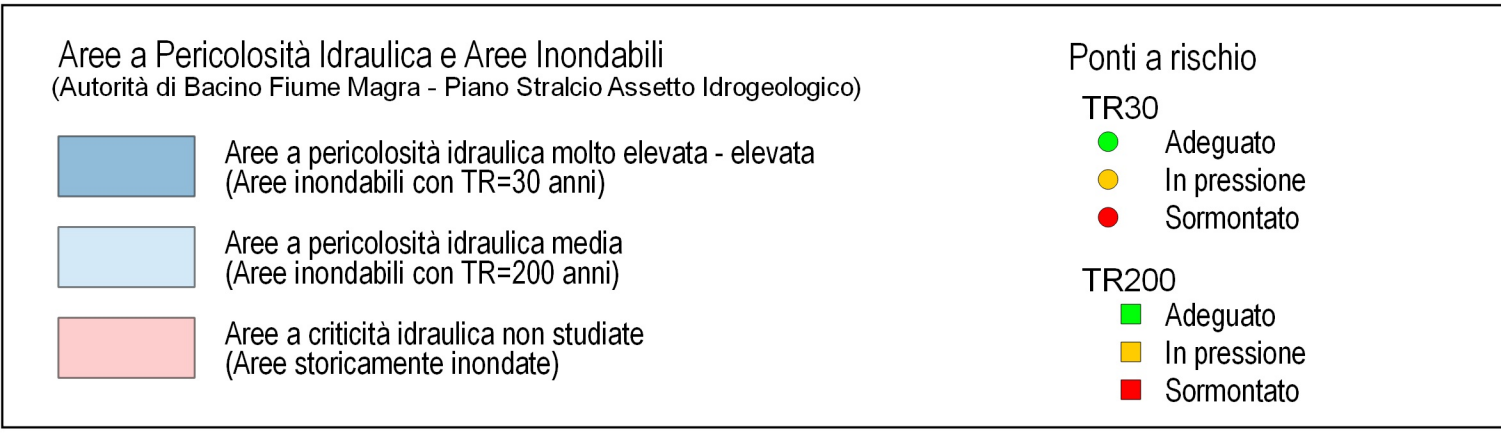 Aree a Pericolosità Idraulica e Aree Inondabili
(Autorità di Bacino Fiume Magra - Piano Stralcio Assetto Idrogeologico)
Aree a pericolosità idraulica molto elevata - elevata
(Aree inondabili con TR=30 anni)
Aree a pericolosità idraulica media
(Aree inondabili con TR=200 anni)
Aree a criticità idraulica non studiate
(Aree storicamente inondate)
Ponti a rischio
TR30
Adeguato
In pressione
Sormontato
TR200
Adeguato
In pressione
Sormontato